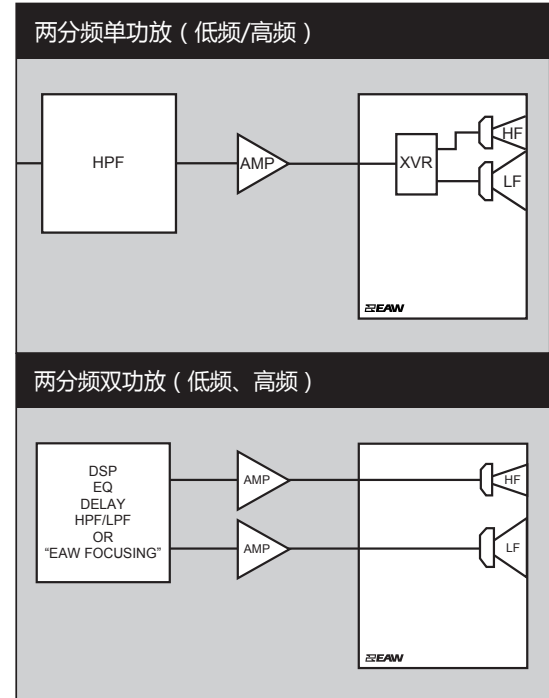 两分频单功放（低频/高频）
HPF
AMP
XVR
HF
LF
EAW
两分频双功放（低频、高频）
DSP
EQ
DELAY
HPF/LPF
OR
“EAW FOCUSING”
AMP
AMP
HF
LF
EAW